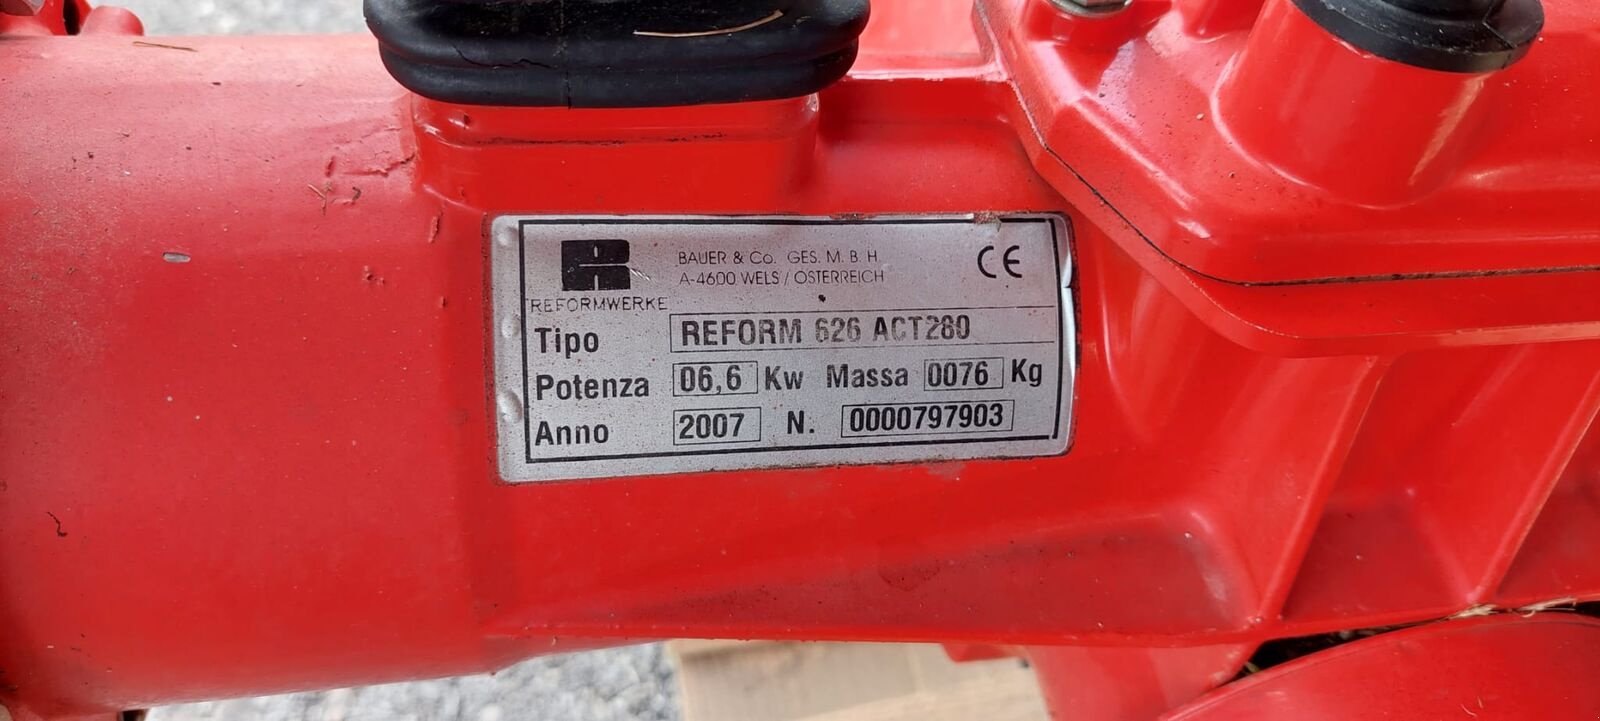 BAUER & Co. GES. M. B. H.
A-4600 WELS / OSTERREICH
CE
R
REFORMWERKE
Tipo REFORM 626 ACT280
Potenza 06,6 Kw Massa 0076 Kg
Anno 2007 N. 0000797903